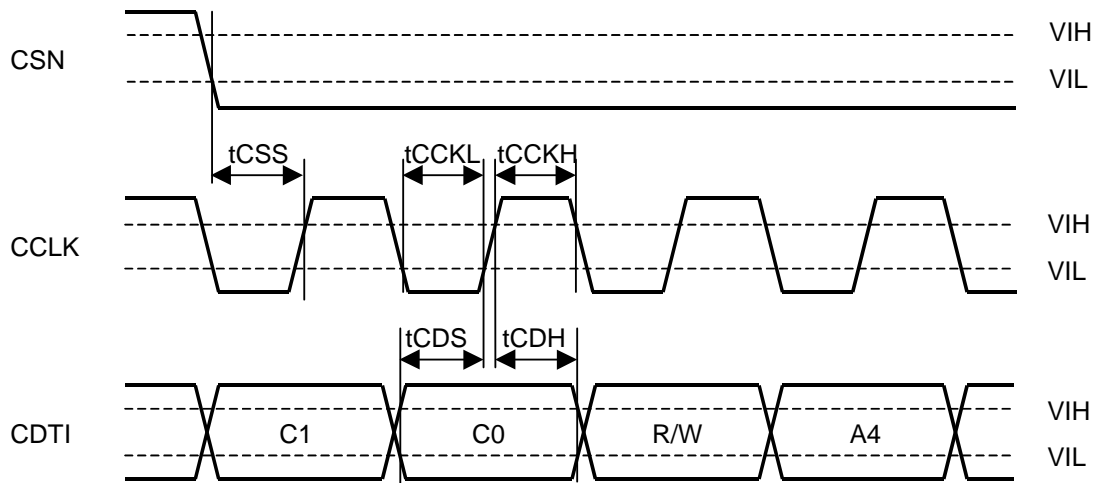 VIH
CSN
VIL
tCSS tCCKL tCCKH
VIH
CCLK
VIL
tCDS tCDH
VIH
CDTI C1 C0 R/W A4
VIL